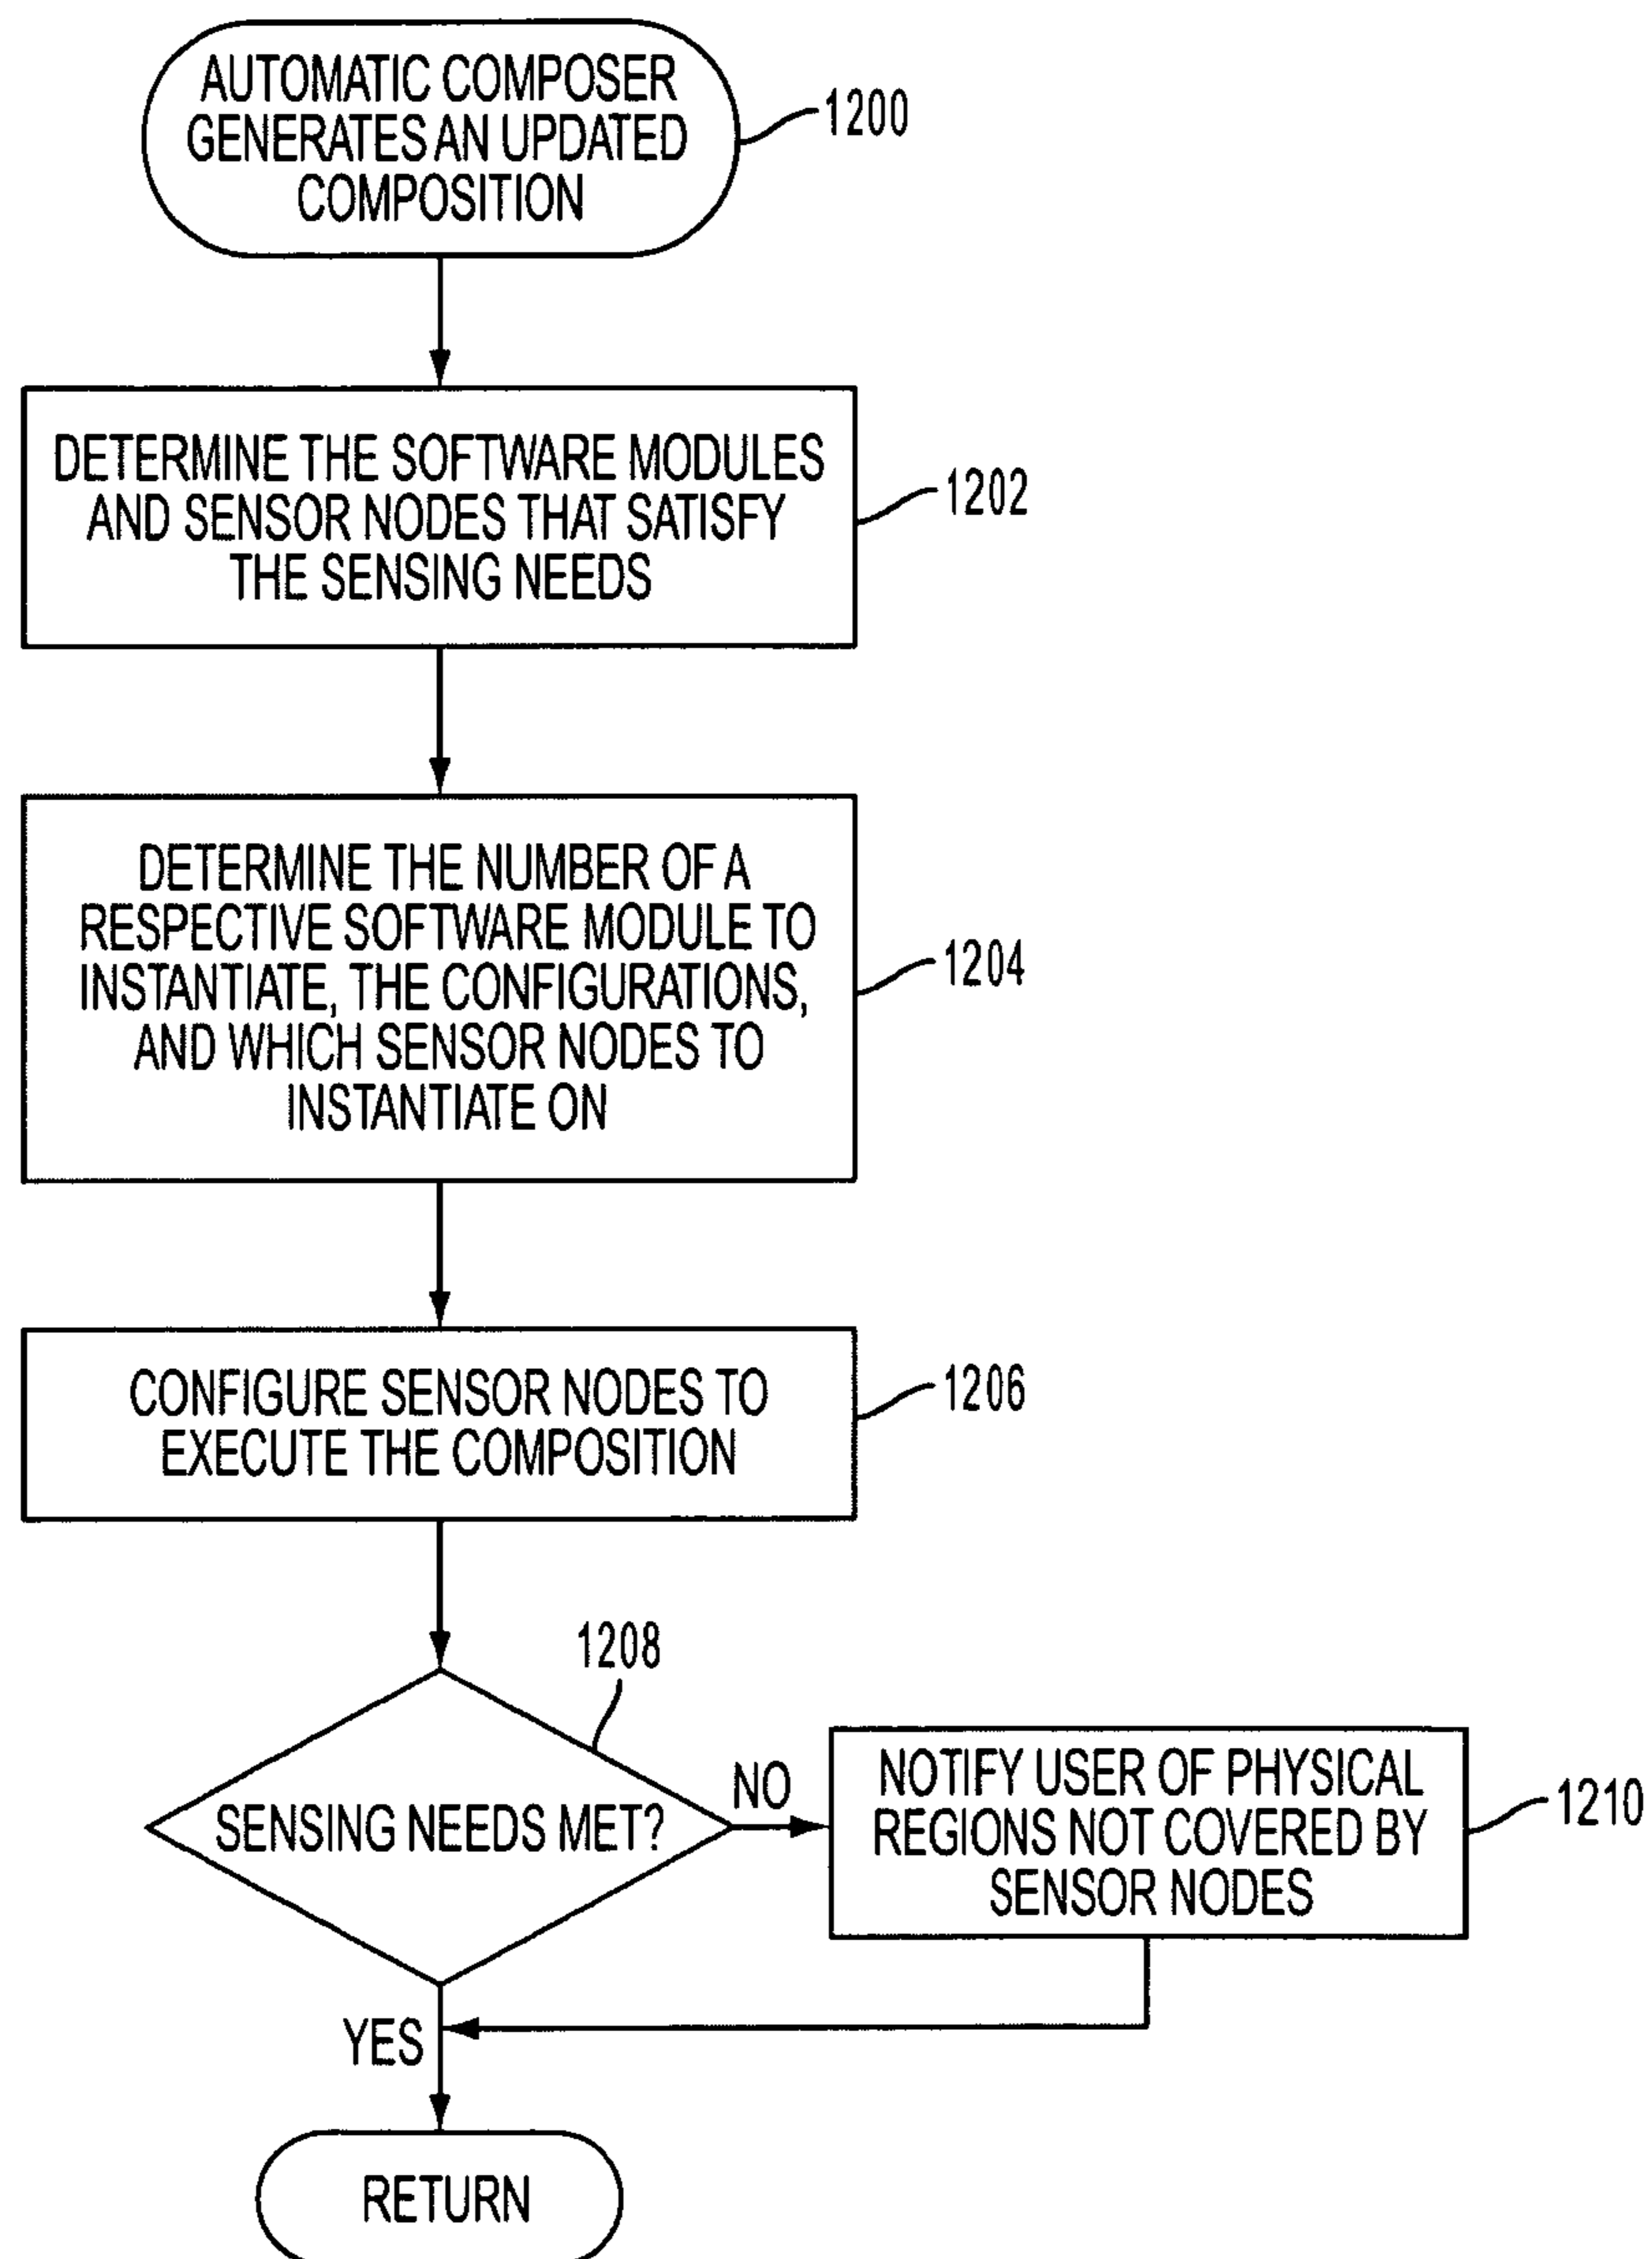 AUTOMATIC COMPOSER
GENERATES AN UPDATED
COMPOSITION
1200
DETERMINE THE SOFTWARE MODULES
AND SENSOR NODES THAT SATISFY
THE SENSING NEEDS
1202
DETERMINE THE NUMBER OF A
RESPECTIVE SOFTWARE MODULE TO
INSTANTIATE, THE CONFIGURATIONS,
AND WHICH SENSOR NODES TO
INSTANTIATE ON
1204
CONFIGURE SENSOR NODES TO
EXECUTE THE COMPOSITION
1206
1208
SENSING NEEDS MET?
NO
NOTIFY USER OF PHYSICAL
REGIONS NOT COVERED BY
SENSOR NODES
1210
YES
RETURN